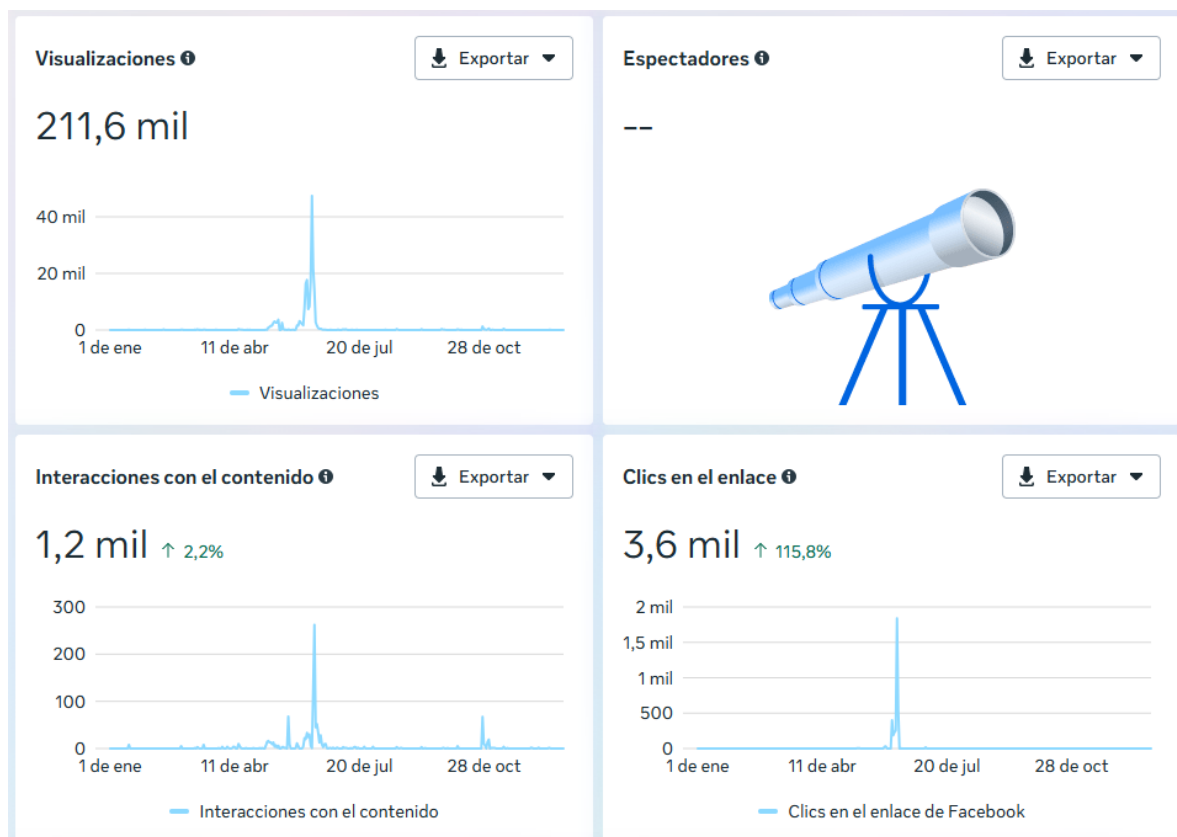 Visualizaciones
Exportar
211,6 mil
40 mil
20 mil
0
1 de ene 11 de abr 20 de jul 28 de oct
Visualizaciones
Espectadores
Exportar
--
Interacciones con el contenido
Exportar
1,2 mil ↑ 2,2%
300
200
100
0
1 de ene 11 de abr 20 de jul 28 de oct
Interacciones con el contenido
Clics en el enlace
Exportar
3,6 mil ↑ 115,8%
2 mil
1,5 mil
1 mil
500
0
1 de ene 11 de abr 20 de jul 28 de oct
Clics en el enlace de Facebook